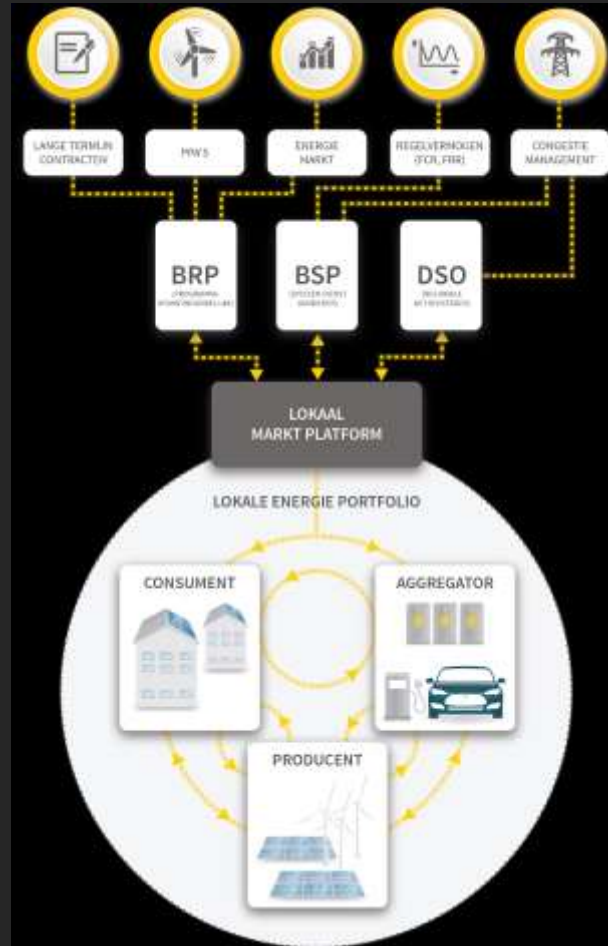 LANGE TERMIJN
CONTRACTEN
PPA'S
ENERGIE
MARKT
REGELVERMOGEN
(FCR, FRR)
CONGESTIE
MANAGEMENT
BRP
BSP
DSO
LOKAAL
MARKT PLATFORM
LOKALE ENERGIE PORTFOLIO
CONSUMENT
AGGREGATOR
PRODUCENT